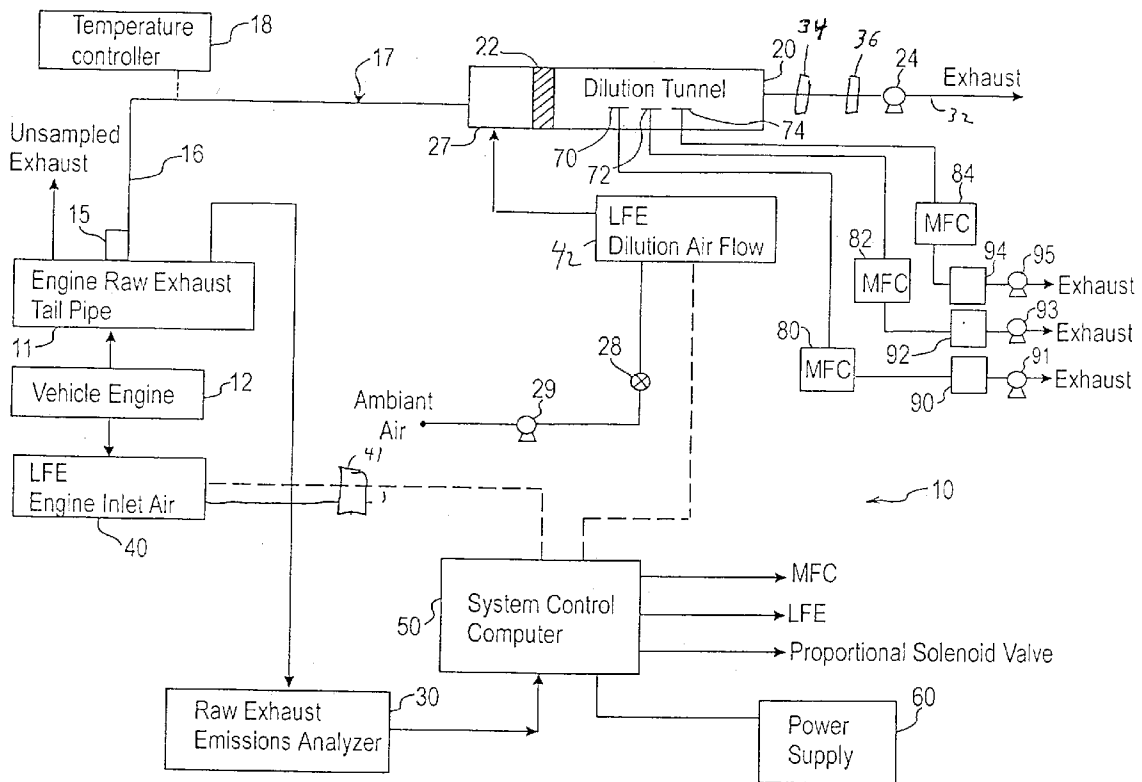 Temperature
controller
18
17
22
20
34
36
24
Exhaust
32
Dilution Tunnel
27
70
72
74
Unsampled
Exhaust
16
15
84
MFC
LFE
Dilution Air Flow
42
82
MFC
94
95
Exhaust
Engine Raw Exhaust
Tail Pipe
11
80
MFC
92
93
Exhaust
90
91
Exhaust
28
Vehicle Engine
12
Ambiant
Air
29
LFE
Engine Inlet Air
40
41
10
50
System Control
Computer
MFC
LFE
Proportional Solenoid Valve
Raw Exhaust
Emissions Analyzer
30
Power
Supply
60